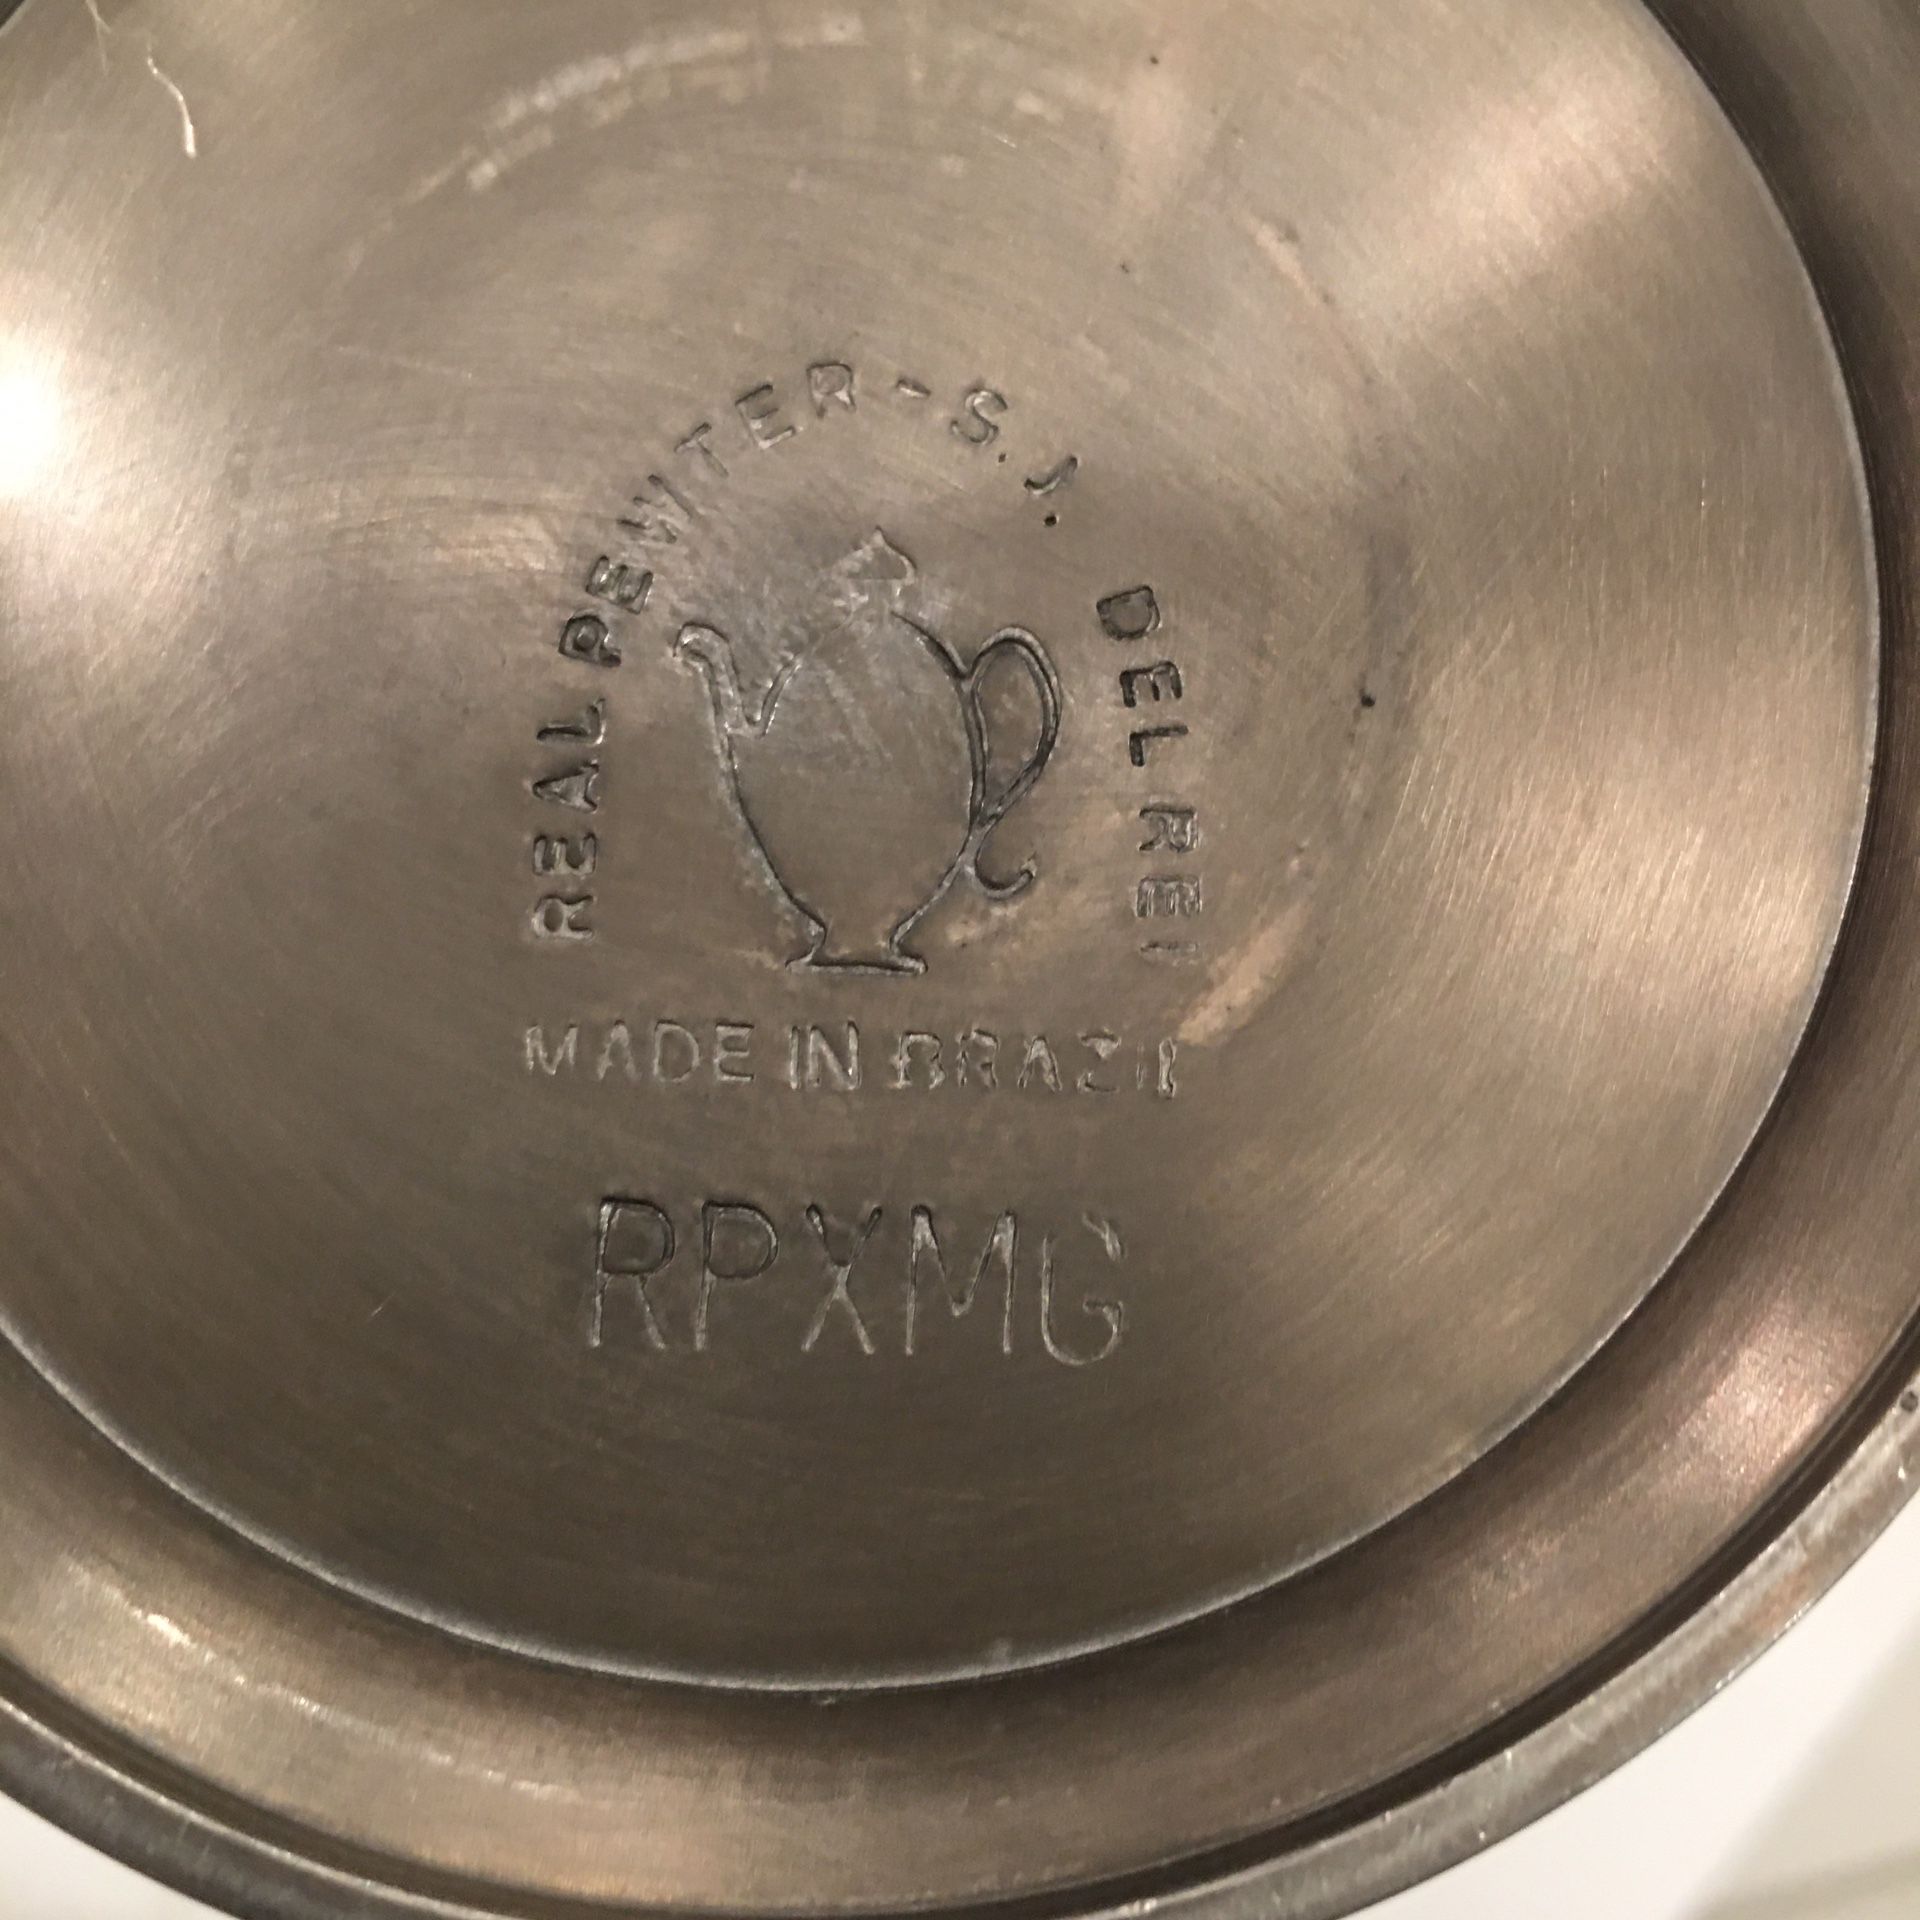 REAL PEWTER - S.J. DEL REI
MADE IN BRAZIL
RPXMG